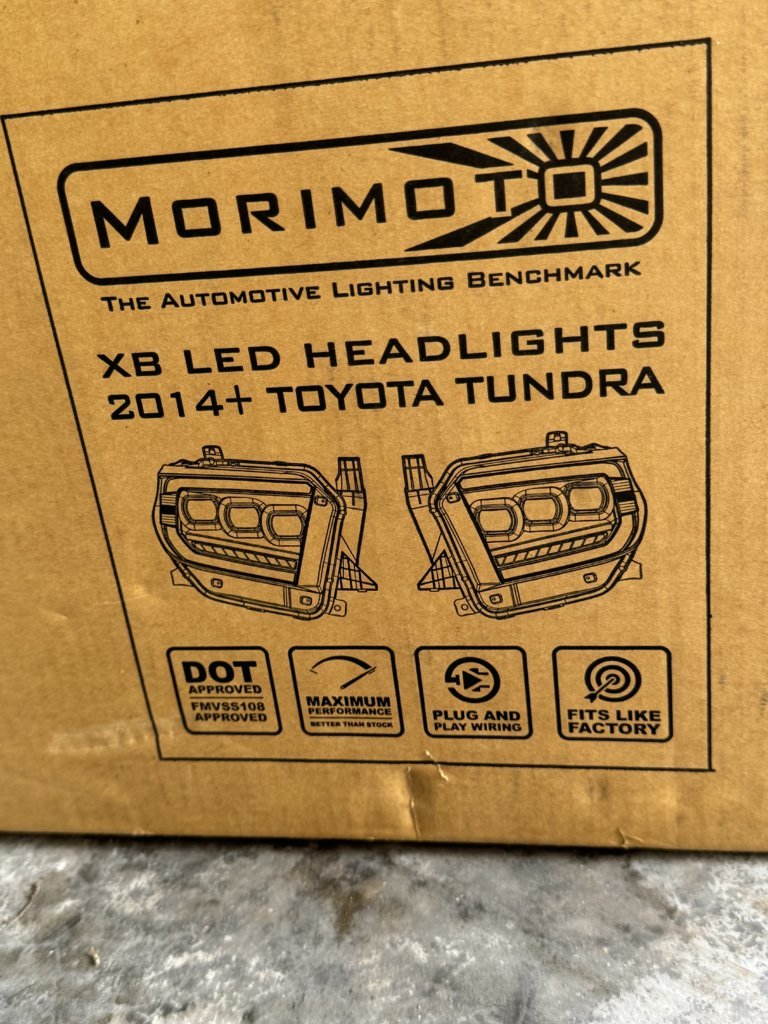 MORIMOTO
THE AUTOMOTIVE LIGHTING BENCHMARK
XB LED HEADLIGHTS
2014+ TOYOTA TUNDRA
DOT
APPROVED
FMVSS108
APPROVED
MAXIMUM
PERFORMANCE
BETTER THAN STOCK
PLUG AND
PLAY WIRING
FITS LIKE
FACTORY